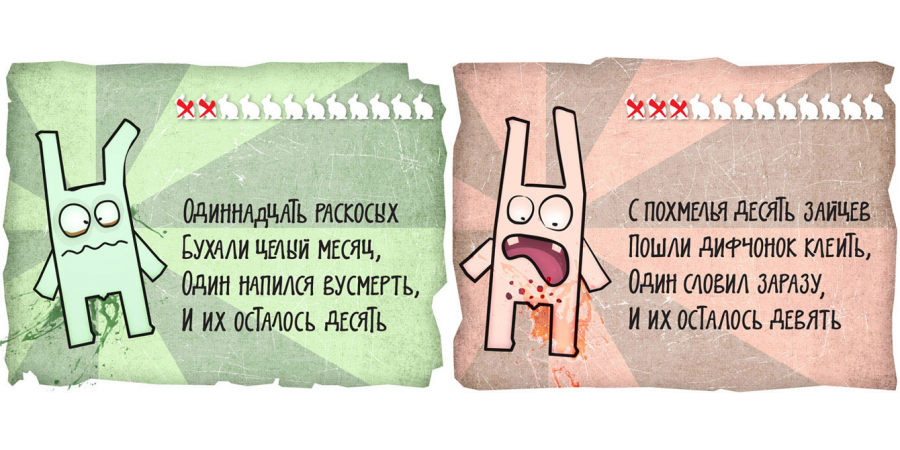 Одиннадцать раскосых
Бухали целый месяц,
Один напился вусмерть,
И их осталось десять
С похмелья десять зайцев
Пошли дифчонок клеить,
Один словил заразу,
И их осталось девять